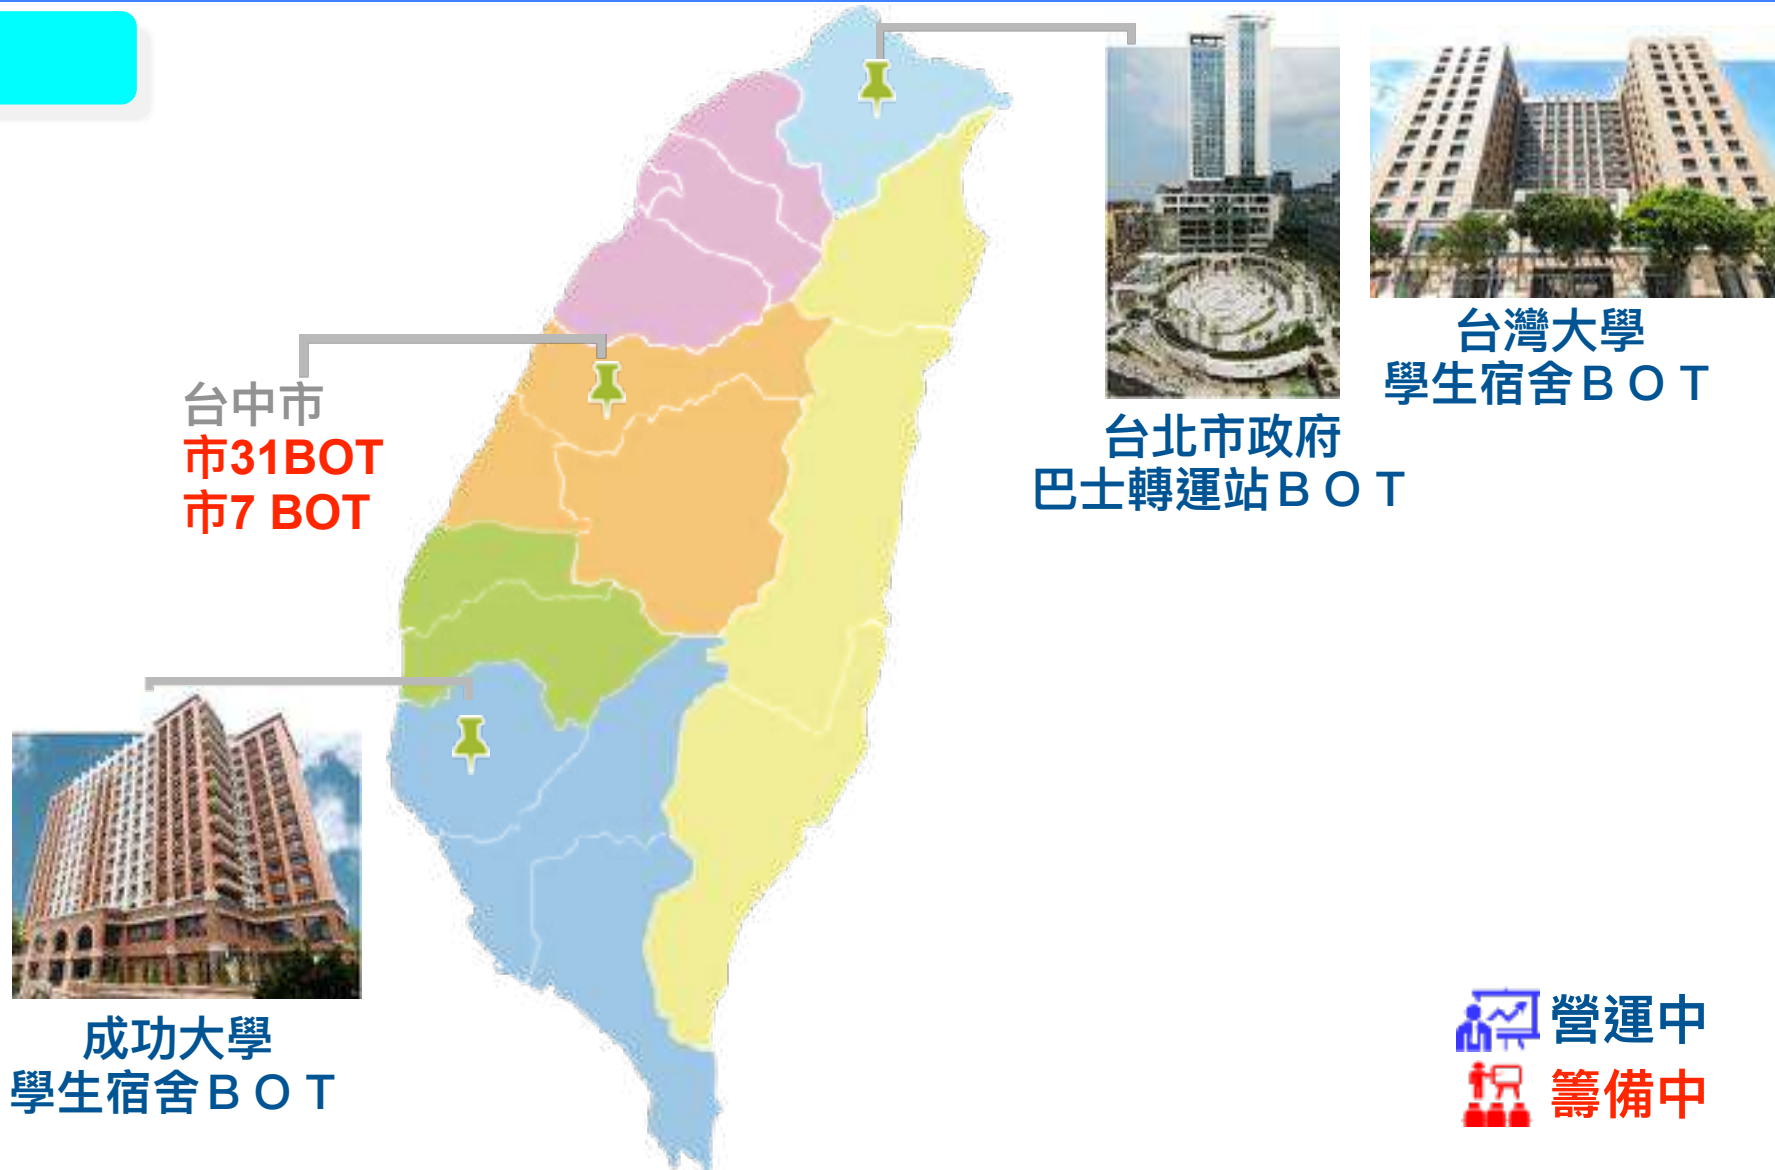 台灣大學
學生宿舍BOT
台北市政府
巴士轉運站BOT
台中市
市31BOT
市7 BOT
成功大學
學生宿舍BOT
營運中
籌備中